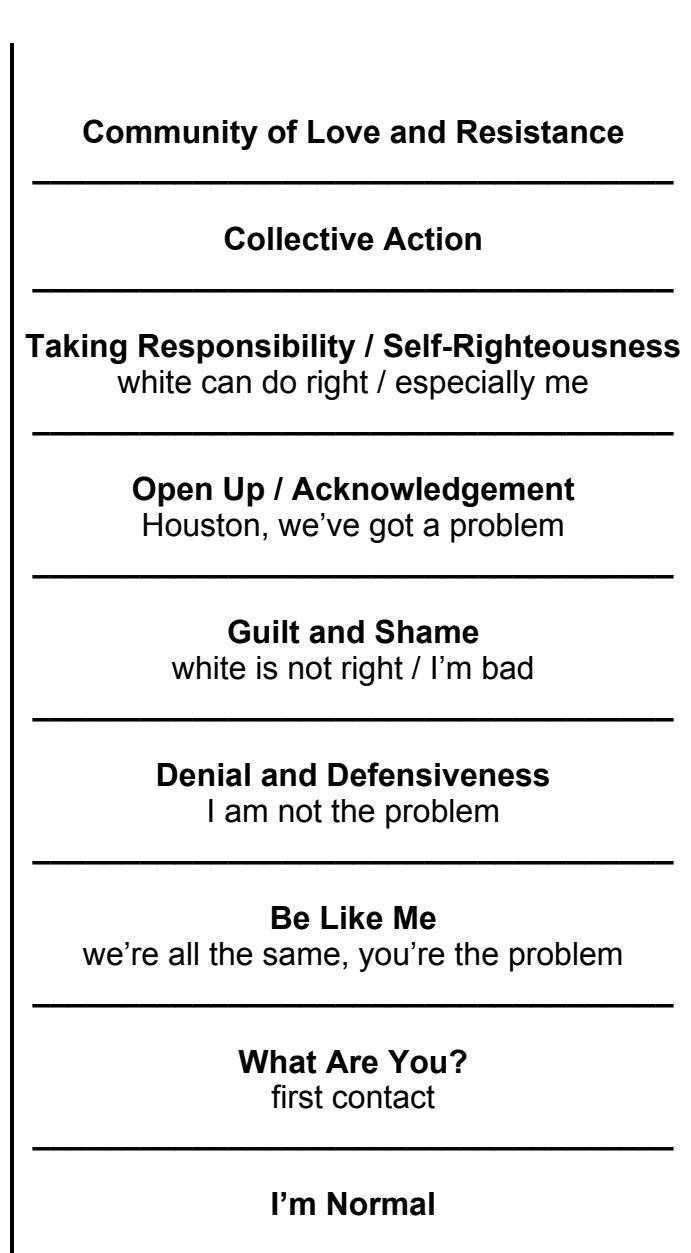 Community of Love and Resistance
Collective Action
Taking Responsibility / Self-Righteousness
white can do right / especially me
Open Up / Acknowledgement
Houston, we’ve got a problem
Guilt and Shame
white is not right / I’m bad
Denial and Defensiveness
I am not the problem
Be Like Me
we’re all the same, you’re the problem
What Are You?
first contact
I’m Normal